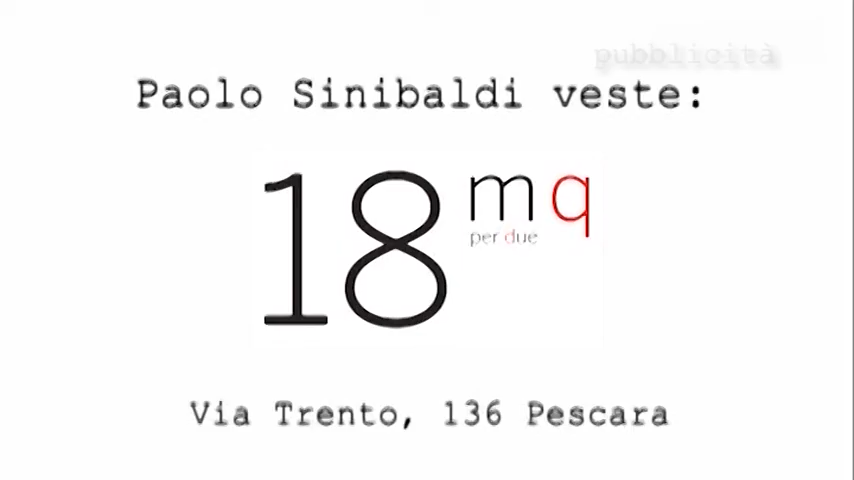 pubblicità
Paolo Sinibaldi veste:
18 mq
per due
Via Trento, 136 Pescara